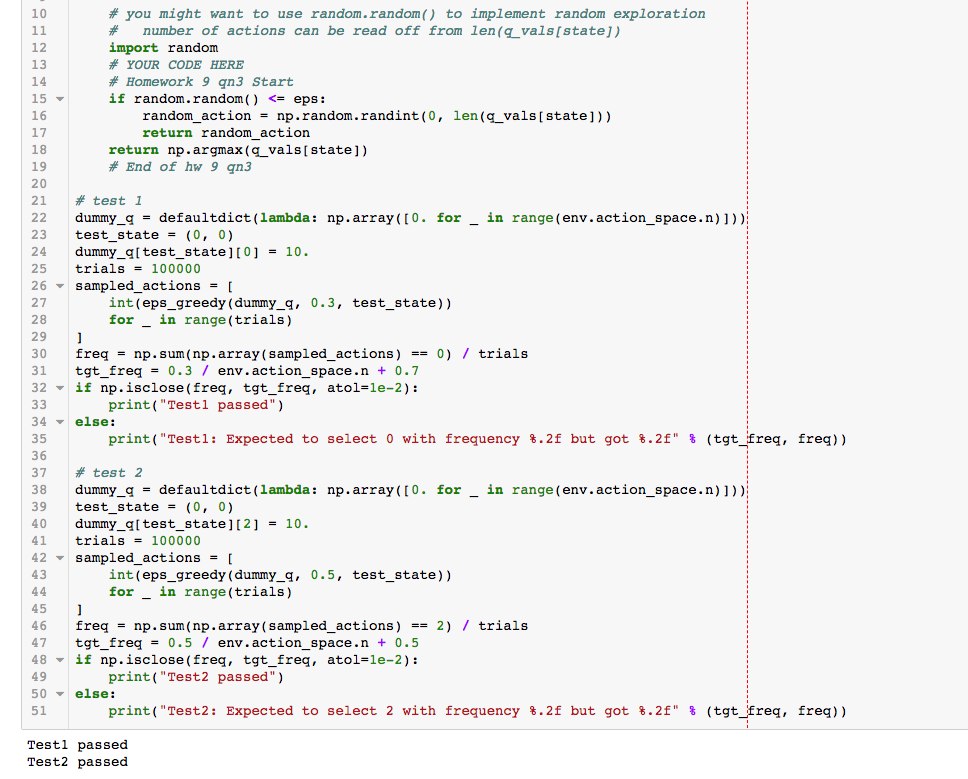 10 # you might want to use random.random() to implement random exploration
11 #   number of actions can be read off from len(q_vals[state])
12 import random
13 # YOUR CODE HERE
14 # Homework 9 qn3 Start
15 if random.random() <= eps:
16     random_action = np.random.randint(0, len(q_vals[state]))
17     return random_action
18 return np.argmax(q_vals[state])
19 # End of hw 9 qn3
20
21 # test 1
22 dummy_q = defaultdict(lambda: np.array([0. for _ in range(env.action_space.n)]))
23 test_state = (0, 0)
24 dummy_q[test_state][0] = 10.
25 trials = 100000
26 sampled_actions = [
27     int(eps_greedy(dummy_q, 0.3, test_state))
28     for _ in range(trials)
29 ]
30 freq = np.sum(np.array(sampled_actions) == 0) / trials
31 tgt_freq = 0.3 / env.action_space.n + 0.7
32 if np.isclose(freq, tgt_freq, atol=1e-2):
33     print("Test1 passed")
34 else:
35     print("Test1: Expected to select 0 with frequency %.2f but got %.2f" % (tgt_freq, freq))
36
37 # test 2
38 dummy_q = defaultdict(lambda: np.array([0. for _ in range(env.action_space.n)]))
39 test_state = (0, 0)
40 dummy_q[test_state][2] = 10.
41 trials = 100000
42 sampled_actions = [
43     int(eps_greedy(dummy_q, 0.5, test_state))
44     for _ in range(trials)
45 ]
46 freq = np.sum(np.array(sampled_actions) == 2) / trials
47 tgt_freq = 0.5 / env.action_space.n + 0.5
48 if np.isclose(freq, tgt_freq, atol=1e-2):
49     print("Test2 passed")
50 else:
51     print("Test2: Expected to select 2 with frequency %.2f but got %.2f" % (tgt_freq, freq))
Test1 passed
Test2 passed